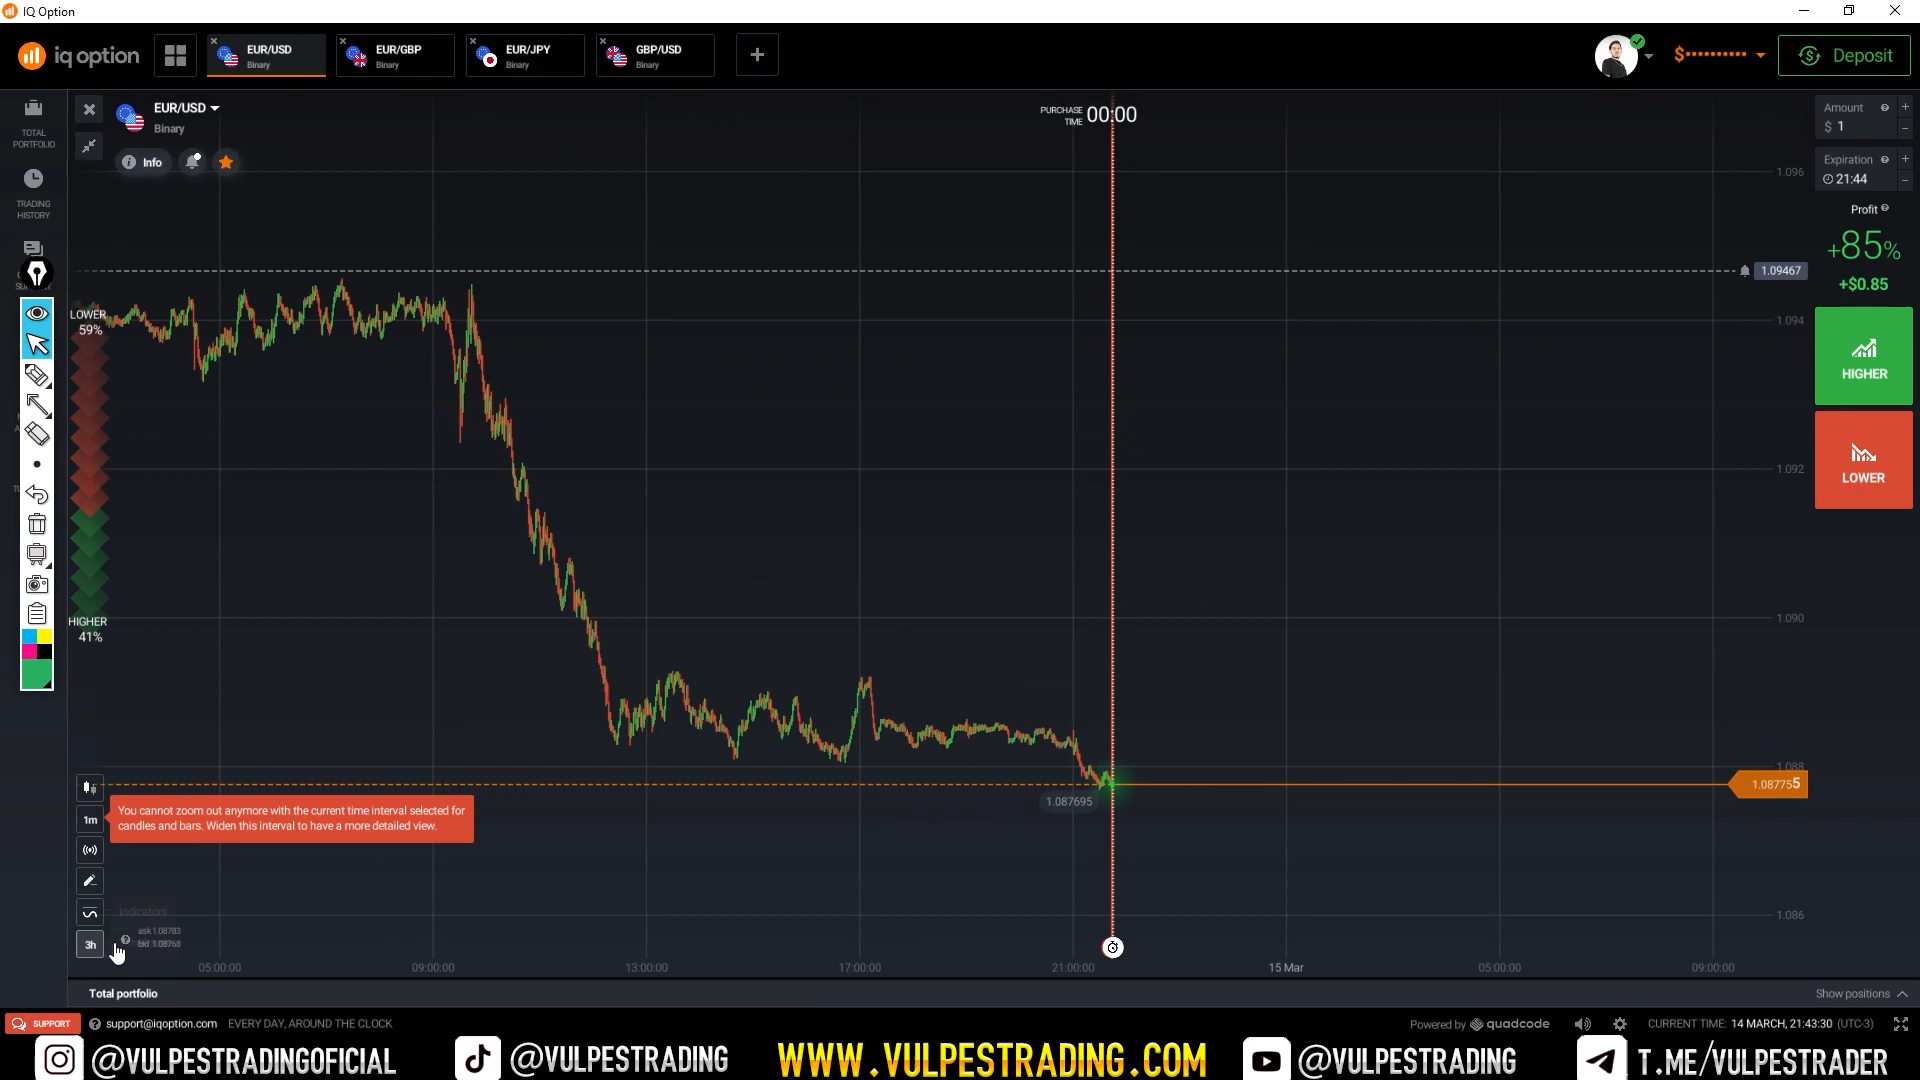 IQ Option
iq option
EUR/USD
Binary
EUR/GBP
Binary
EUR/JPY
Binary
GBP/USD
Binary
Deposit
TOTAL
PORTFOLIO
TRADING
HISTORY
EUR/USD
Binary
Info
PURCHASE
TIME
00:00
Amount
$ 1
Expiration
21:44
Profit
+85%
+$0.85
HIGHER
LOWER
1.096
1.09467
1.094
1.092
1.090
1.088
1.087755
1.086
1.087695
LOWER
59%
HIGHER
41%
1m
You cannot zoom out anymore with the current time interval selected for
candles and bars. Widen this interval to have a more detailed view.
Indicators
3h
ask 1.08783
bid 1.08768
05:00:00
09:00:00
13:00:00
17:00:00
21:00:00
15 Mar
05:00:00
09:00:00
Total portfolio
Show positions
SUPPORT
support@iqoption.com
EVERY DAY, AROUND THE CLOCK
Powered by quadcode
CURRENT TIME: 14 MARCH, 21:43:30 (UTC-3)
@VULPESTRADINGOFICIAL
@VULPESTRADING
WWW.VULPESTRADING.COM
@VULPESTRADING
T.ME/VULPESTRADER